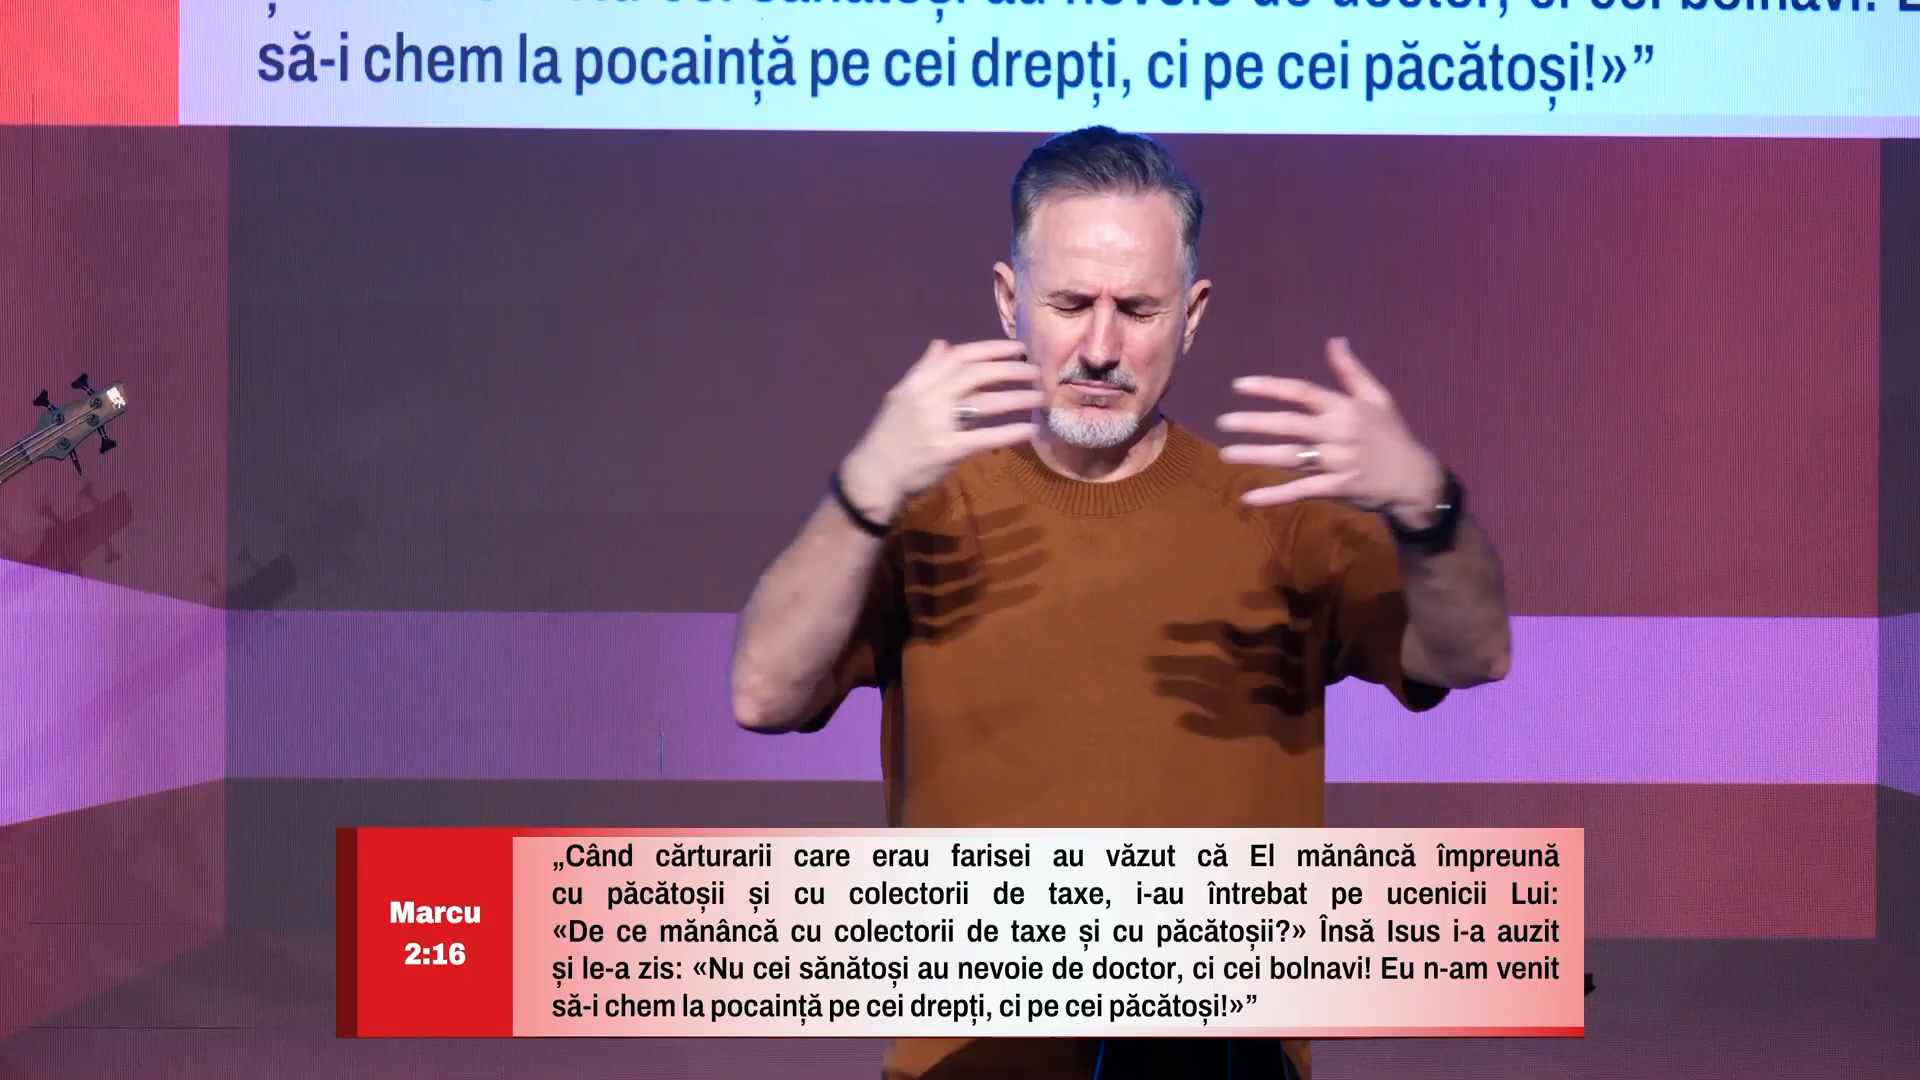 să-i chem la pocaință pe cei drepți, ci pe cei păcătoși!»”
Marcu
2:16
„Când cărturarii care erau farisei au văzut că El mănâncă împreună
cu păcătoșii și cu colectorii de taxe, i-au întrebat pe ucenicii Lui:
«De ce mănâncă cu colectorii de taxe și cu păcătoșii?» Însă Isus i-a auzit
și le-a zis: «Nu cei sănătoși au nevoie de doctor, ci cei bolnavi! Eu n-am venit
să-i chem la pocaință pe cei drepți, ci pe cei păcătoși!»”